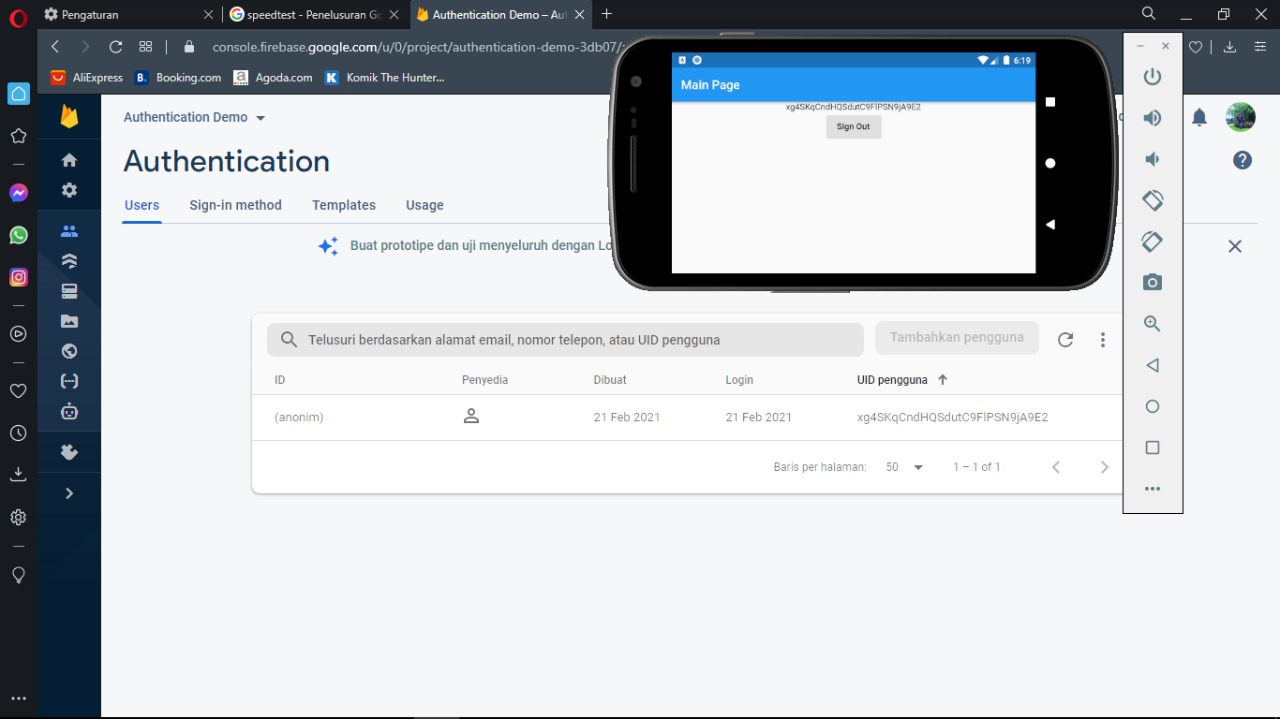 Pengaturan
speedtest - Penelusuran Go
Authentication Demo – Aut
console.firebase.google.com/u/0/project/authentication-demo-3db07/
AliExpress
B. Booking.com
a Agoda.com
K Komik The Hunter...
6:19
Main Page
xg4SKqCndHQSdutC9FlPSN9jA9E2
Sign Out
Authentication Demo
Authentication
Users
Sign-in method
Templates
Usage
Buat prototipe dan uji menyeluruh dengan Lo
Telusuri berdasarkan alamat email, nomor telepon, atau UID pengguna
Tambahkan pengguna
ID
Penyedia
Dibuat
Login
UID pengguna
(anonim)
21 Feb 2021
21 Feb 2021
xg4SKqCndHQSdutC9FlPSN9jA9E2
Baris per halaman:
50
1 – 1 of 1